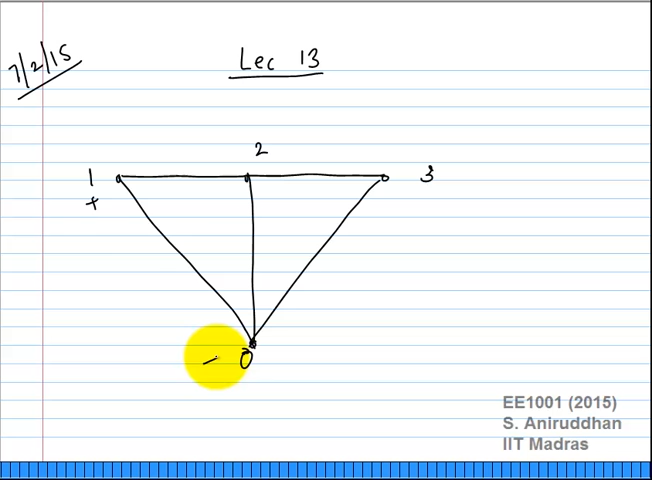 7/2/15
Lec 13
2
1
3
+
- 0
EE1001 (2015)
S. Aniruddhan
IIT Madras